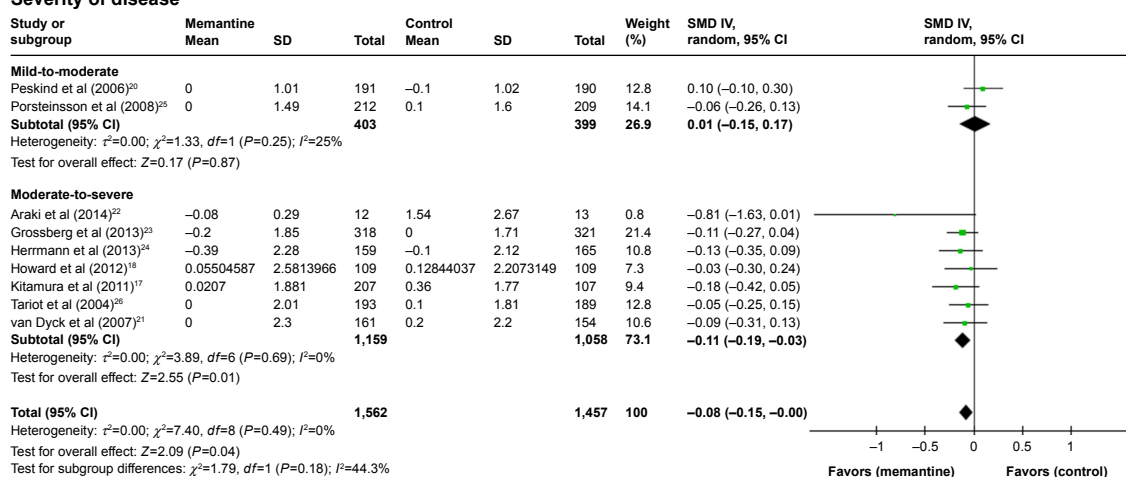 Severity of disease
Study or subgroup Memantine Mean SD Total Control Mean SD Total Weight (%) SMD IV, random, 95% CI SMD IV, random, 95% CI
Mild-to-moderate
Peskind et al (2006)²⁰ 0 1.01 191 –0.1 1.02 190 12.8 0.10 (–0.10, 0.30)
Porsteinsson et al (2008)²⁵ 0 1.49 212 0.1 1.6 209 14.1 –0.06 (–0.26, 0.13)
Subtotal (95% CI) 403 399 26.9 0.01 (–0.15, 0.17)
Heterogeneity: τ²=0.00; χ²=1.33, df=1 (P=0.25); I²=25%
Test for overall effect: Z=0.17 (P=0.87)
Moderate-to-severe
Araki et al (2014)²² –0.08 0.29 12 1.54 2.67 13 0.8 –0.81 (–1.63, 0.01)
Grossberg et al (2013)²³ –0.2 1.85 318 0 1.71 321 21.4 –0.11 (–0.27, 0.04)
Herrmann et al (2013)²⁴ –0.39 2.28 159 –0.1 2.12 165 10.8 –0.13 (–0.35, 0.09)
Howard et al (2012)¹⁸ 0.05504587 2.5813966 109 0.12844037 2.2073149 109 7.3 –0.03 (–0.30, 0.24)
Kitamura et al (2011)¹⁷ 0.0207 1.881 207 0.36 1.77 107 9.4 –0.18 (–0.42, 0.05)
Tariot et al (2004)²⁶ 0 2.01 193 0.1 1.81 189 12.8 –0.05 (–0.25, 0.15)
van Dyck et al (2007)²¹ 0 2.3 161 0.2 2.2 154 10.6 –0.09 (–0.31, 0.13)
Subtotal (95% CI) 1,159 1,058 73.1 –0.11 (–0.19, –0.03)
Heterogeneity: τ²=0.00; χ²=3.89, df=6 (P=0.69); I²=0%
Test for overall effect: Z=2.55 (P=0.01)
Total (95% CI) 1,562 1,457 100 –0.08 (–0.15, –0.00)
Heterogeneity: τ²=0.00; χ²=7.40, df=8 (P=0.49); I²=0%
Test for overall effect: Z=2.09 (P=0.04)
Test for subgroup differences: χ²=1.79, df=1 (P=0.18); I²=44.3%
–1 –0.5 0 0.5 1
Favors (memantine) Favors (control)